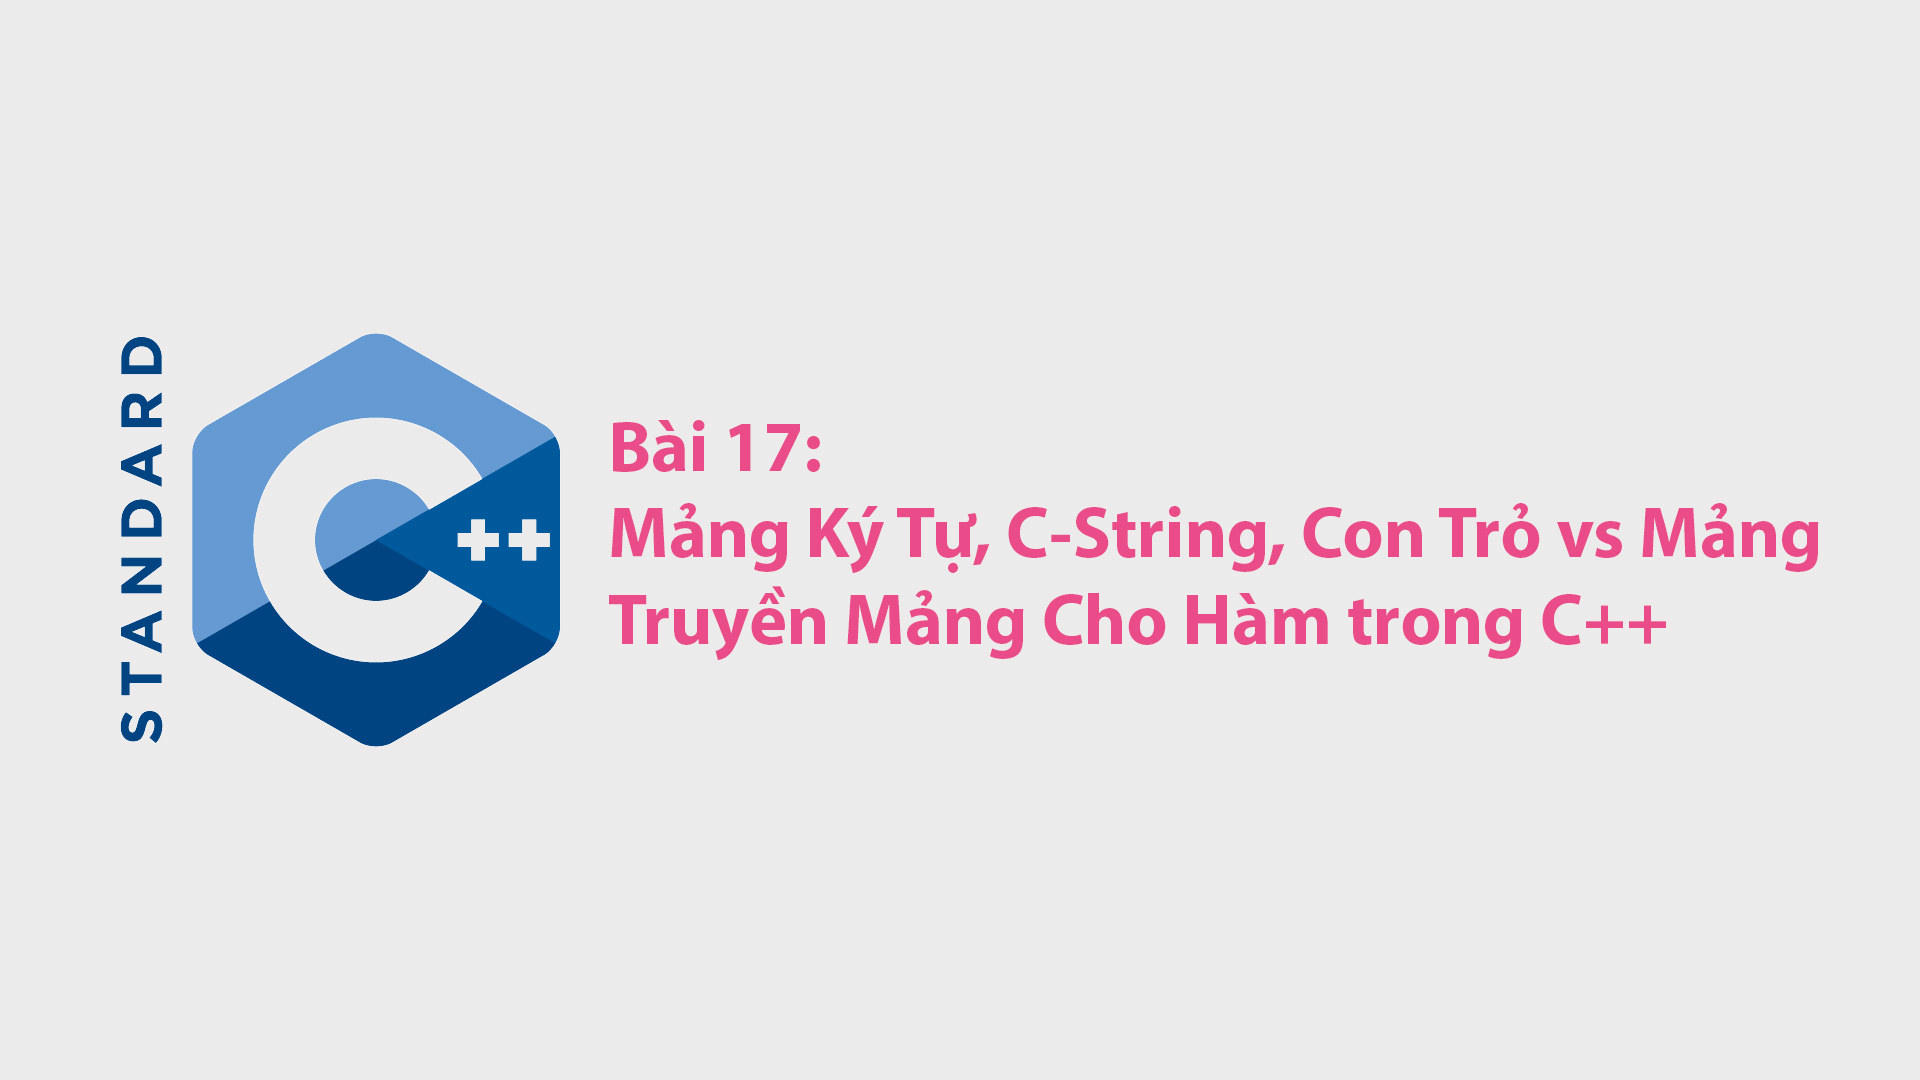 STANDARD
C++
Bài 17:
Mảng Ký Tự, C-String, Con Trỏ vs Mảng
Truyền Mảng Cho Hàm trong C++